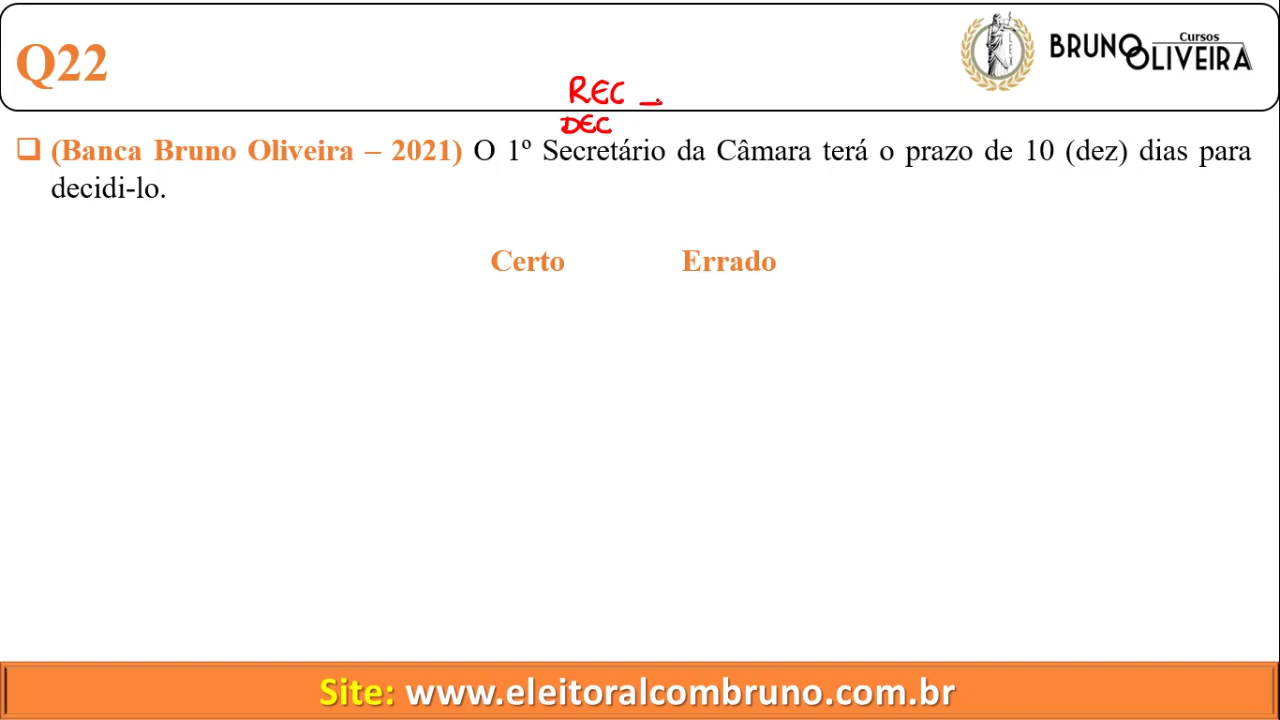 Q22
Cursos
BRUNO
OLIVEIRA
REC –.
DEC
(Banca Bruno Oliveira – 2021) O 1º Secretário da Câmara terá o prazo de 10 (dez) dias para
decidi-lo.
Certo Errado
Site: www.eleitoralcombruno.com.br